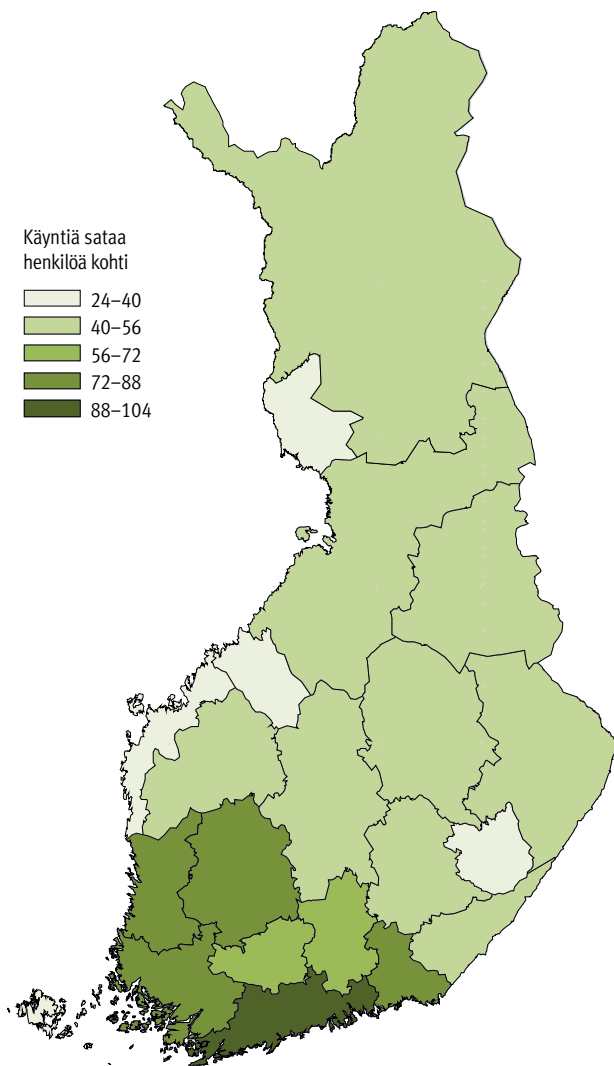 Käyntiä sataa
henkilöä kohti
24–40
40–56
56–72
72–88
88–104